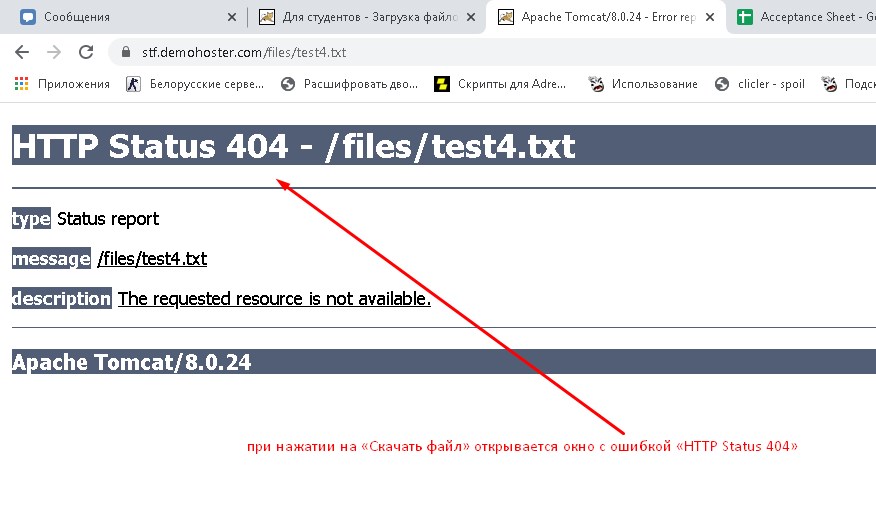 Сообщения
Для студентов - Загрузка файло
Apache Tomcat/8.0.24 - Error rep
Acceptance Sheet - Go
stf.demohoster.com/files/test4.txt
Приложения
Белорусские серве...
Расшифровать дво...
Скрипты для Adre...
Использование
clicler - spoil
Подск
HTTP Status 404 - /files/test4.txt
type Status report
message /files/test4.txt
description The requested resource is not available.
Apache Tomcat/8.0.24
при нажатии на «Скачать файл» открывается окно с ошибкой «HTTP Status 404»